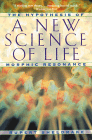 THE HYPOTHESIS OF
A NEW
SCIENCE
OF LIFE
MORPHIC RESONANCE
RUPERT SHELDRAKE